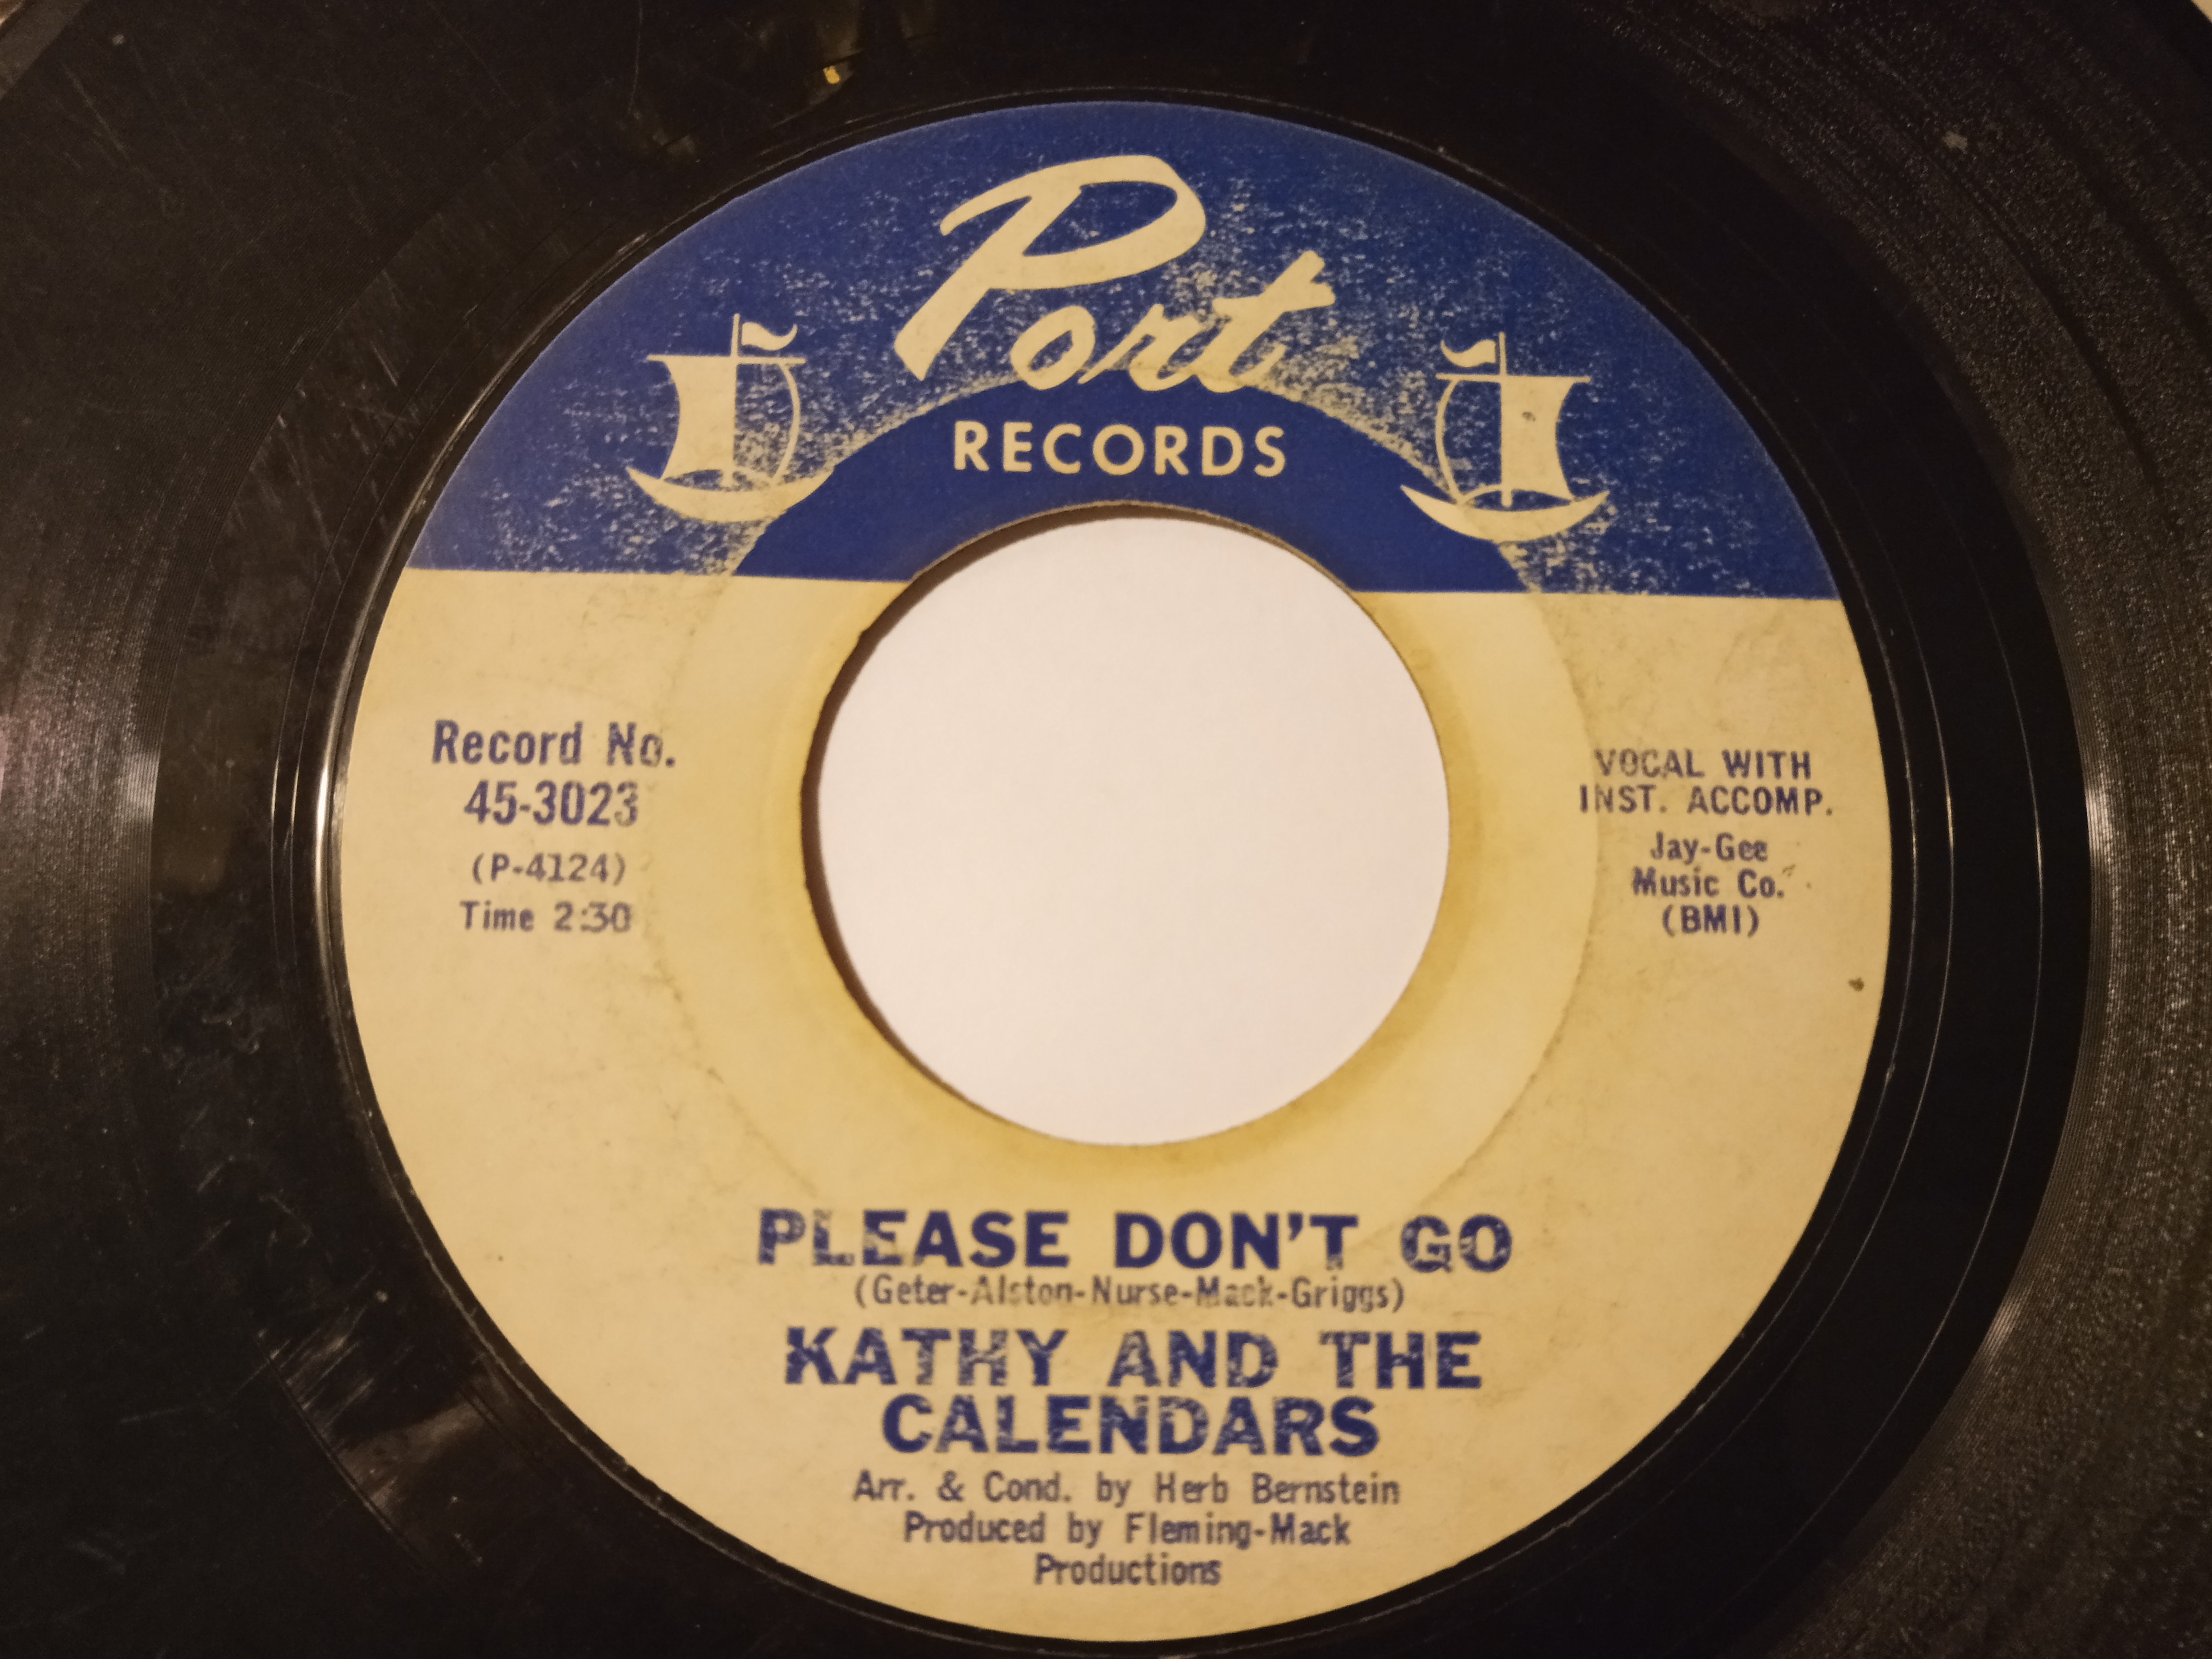 Port
RECORDS
Record No.
45-3023
(P-4124)
Time 2:30
VOCAL WITH
INST. ACCOMP.
Jay-Gee
Music Co.
(BMI)
PLEASE DON'T GO
(Geter-Alston-Nurse-Mack-Griggs)
KATHY AND THE
CALENDARS
Arr. & Cond. by Herb Bernstein
Produced by Fleming-Mack
Productions